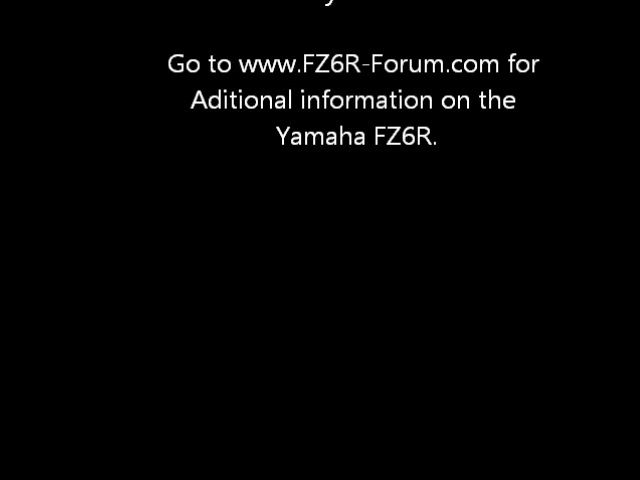 Go to www.FZ6R-Forum.com for
Aditional information on the
Yamaha FZ6R.